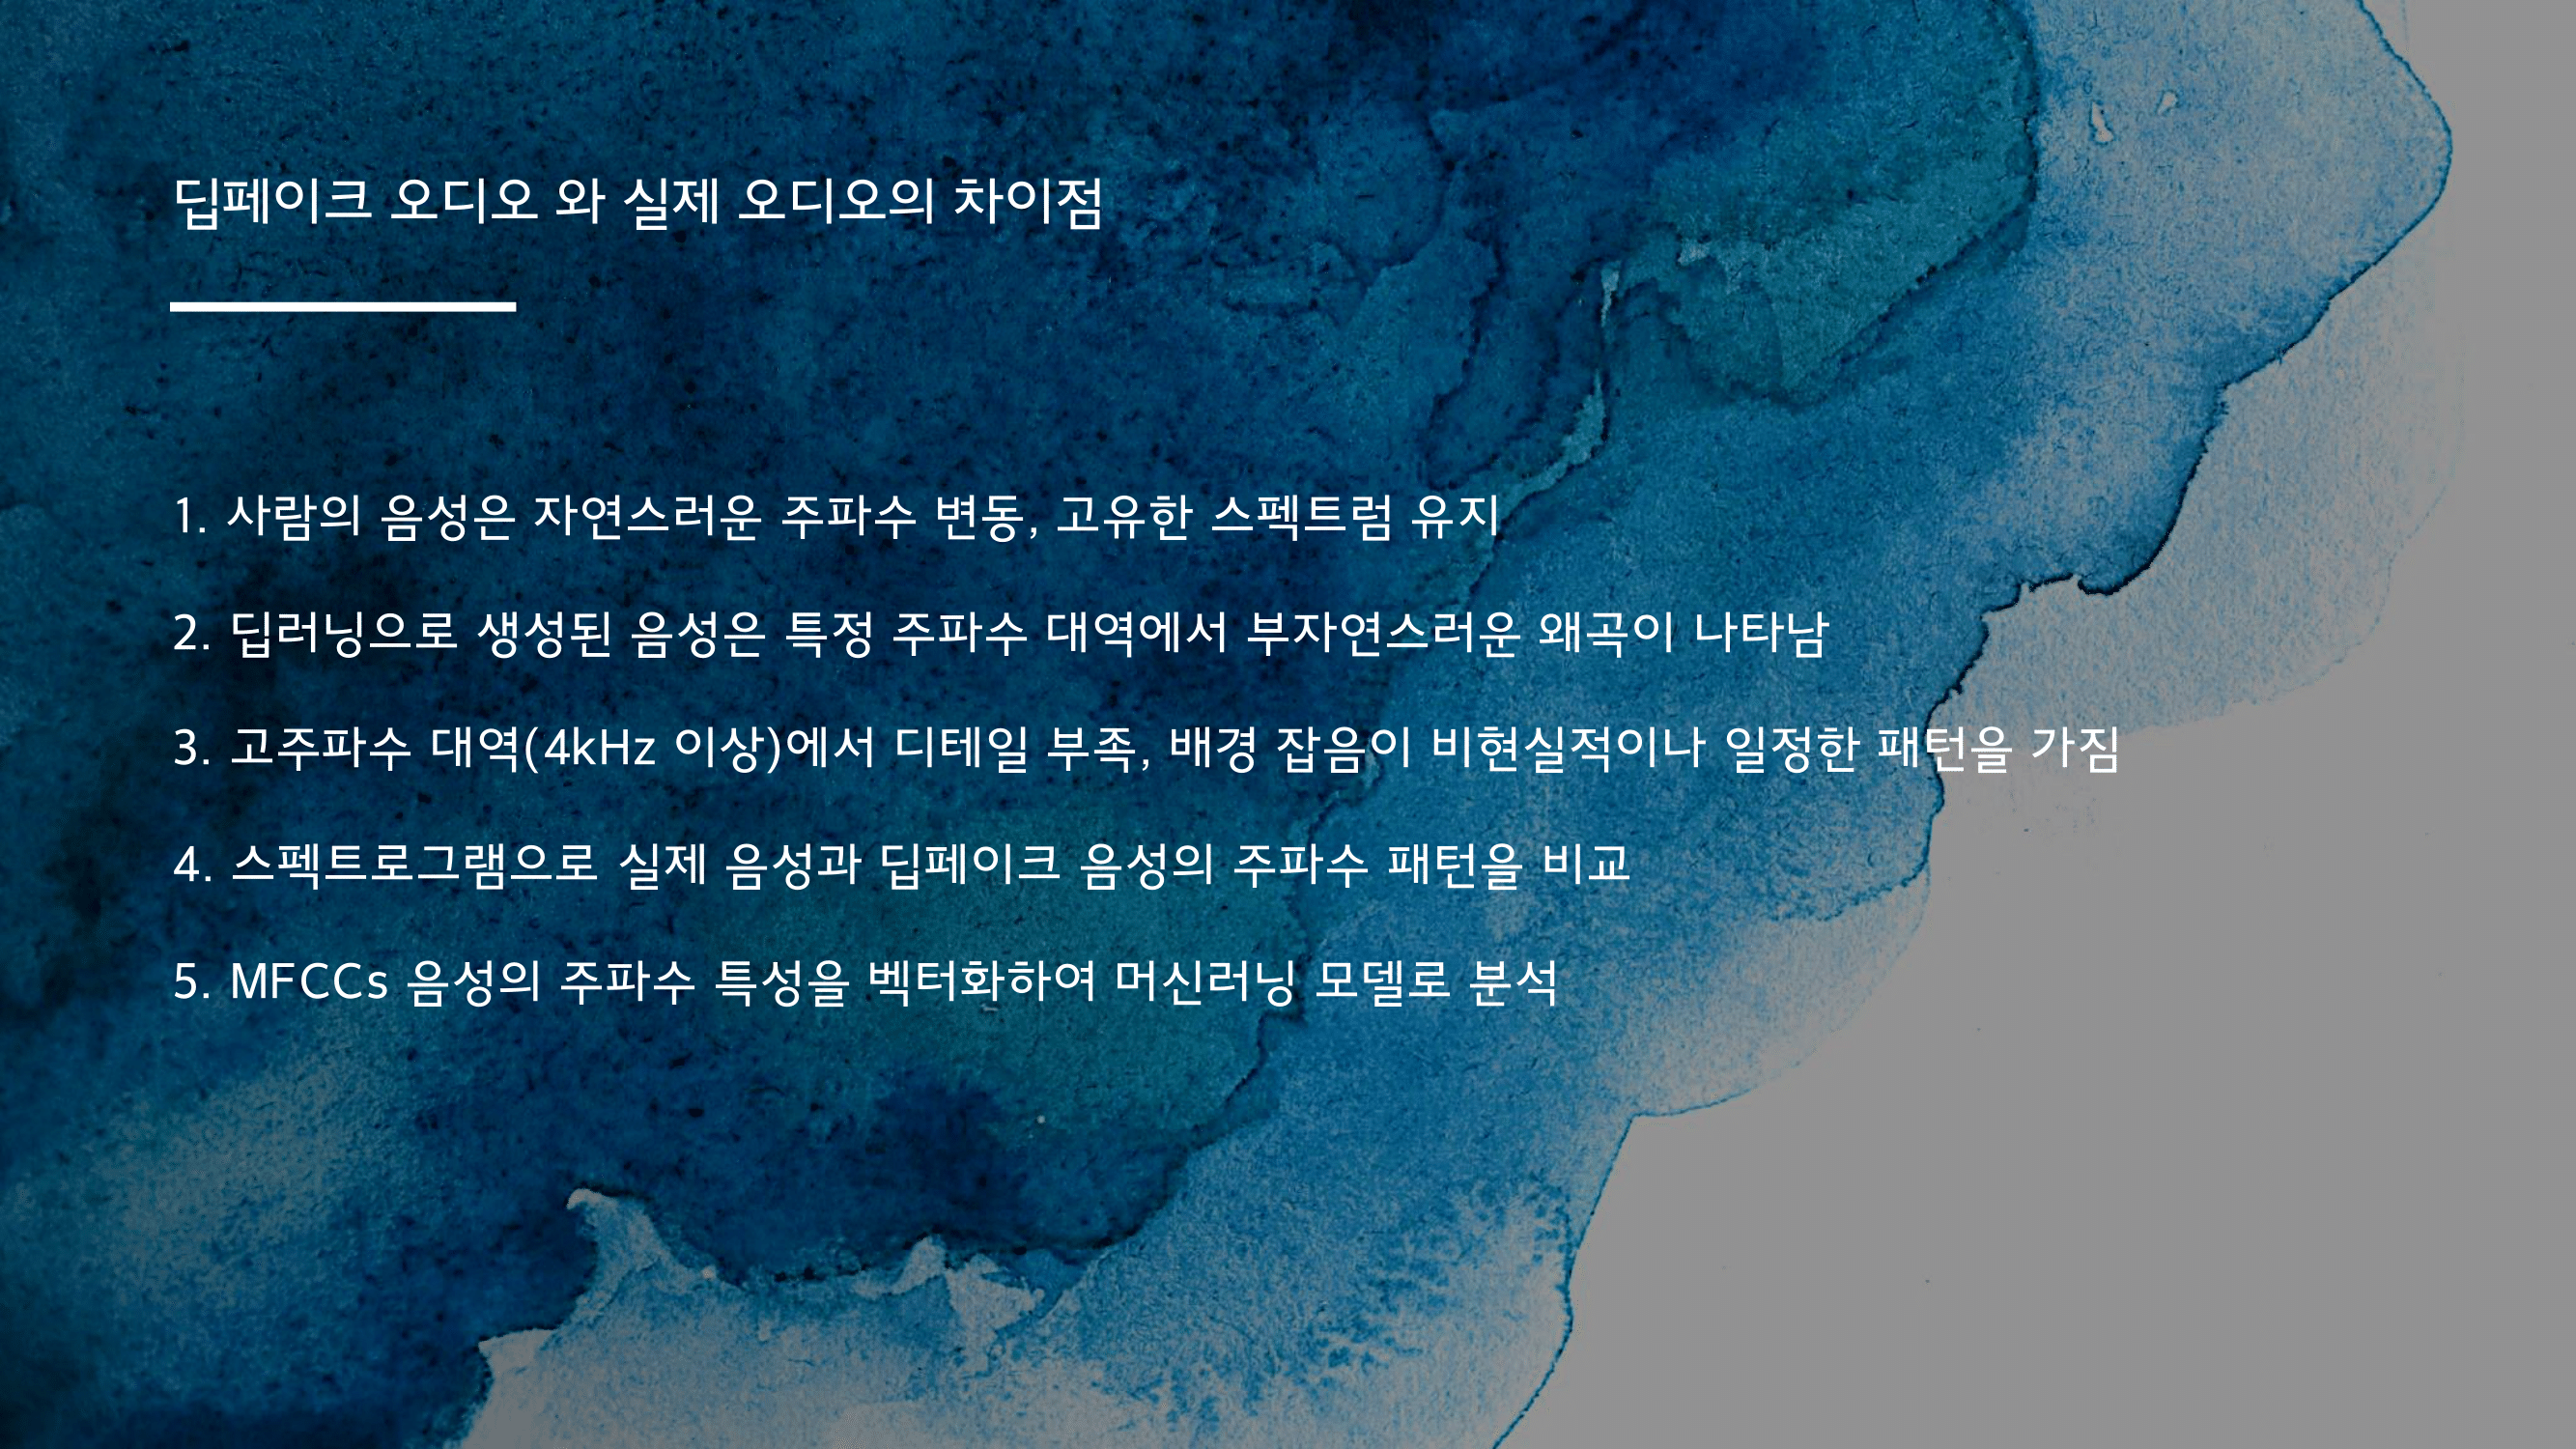 딥페이크 오디오 와 실제 오디오의 차이점
1. 사람의 음성은 자연스러운 주파수 변동, 고유한 스펙트럼 유지
2. 딥러닝으로 생성된 음성은 특정 주파수 대역에서 부자연스러운 왜곡이 나타남
3. 고주파수 대역(4kHz 이상)에서 디테일 부족, 배경 잡음이 비현실적이나 일정한 패턴을 가짐
4. 스펙트로그램으로 실제 음성과 딥페이크 음성의 주파수 패턴을 비교
5. MFCCs 음성의 주파수 특성을 벡터화하여 머신러닝 모델로 분석